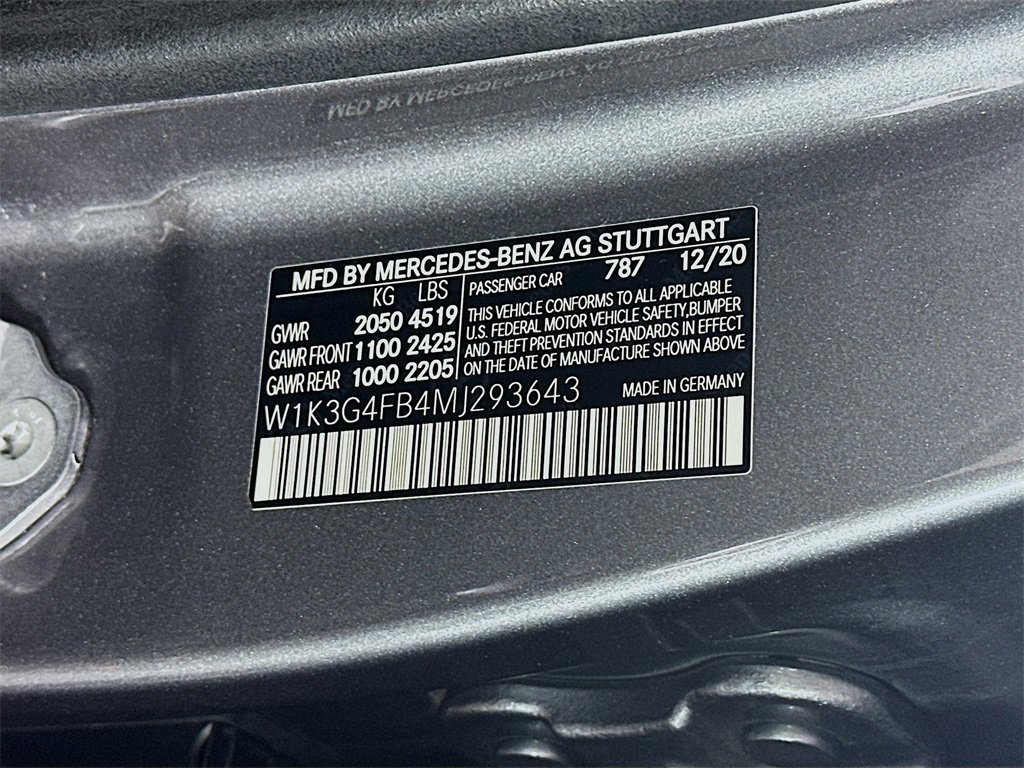 MFD BY MERCEDES-BENZ AG STUTTGART
KG LBS
GVWR 2050 4519
GAWR FRONT 1100 2425
GAWR REAR 1000 2205
PASSENGER CAR 787 12/20
THIS VEHICLE CONFORMS TO ALL APPLICABLE
U.S. FEDERAL MOTOR VEHICLE SAFETY,BUMPER
AND THEFT PREVENTION STANDARDS IN EFFECT
ON THE DATE OF MANUFACTURE SHOWN ABOVE
W1K3G4FB4MJ293643
MADE IN GERMANY